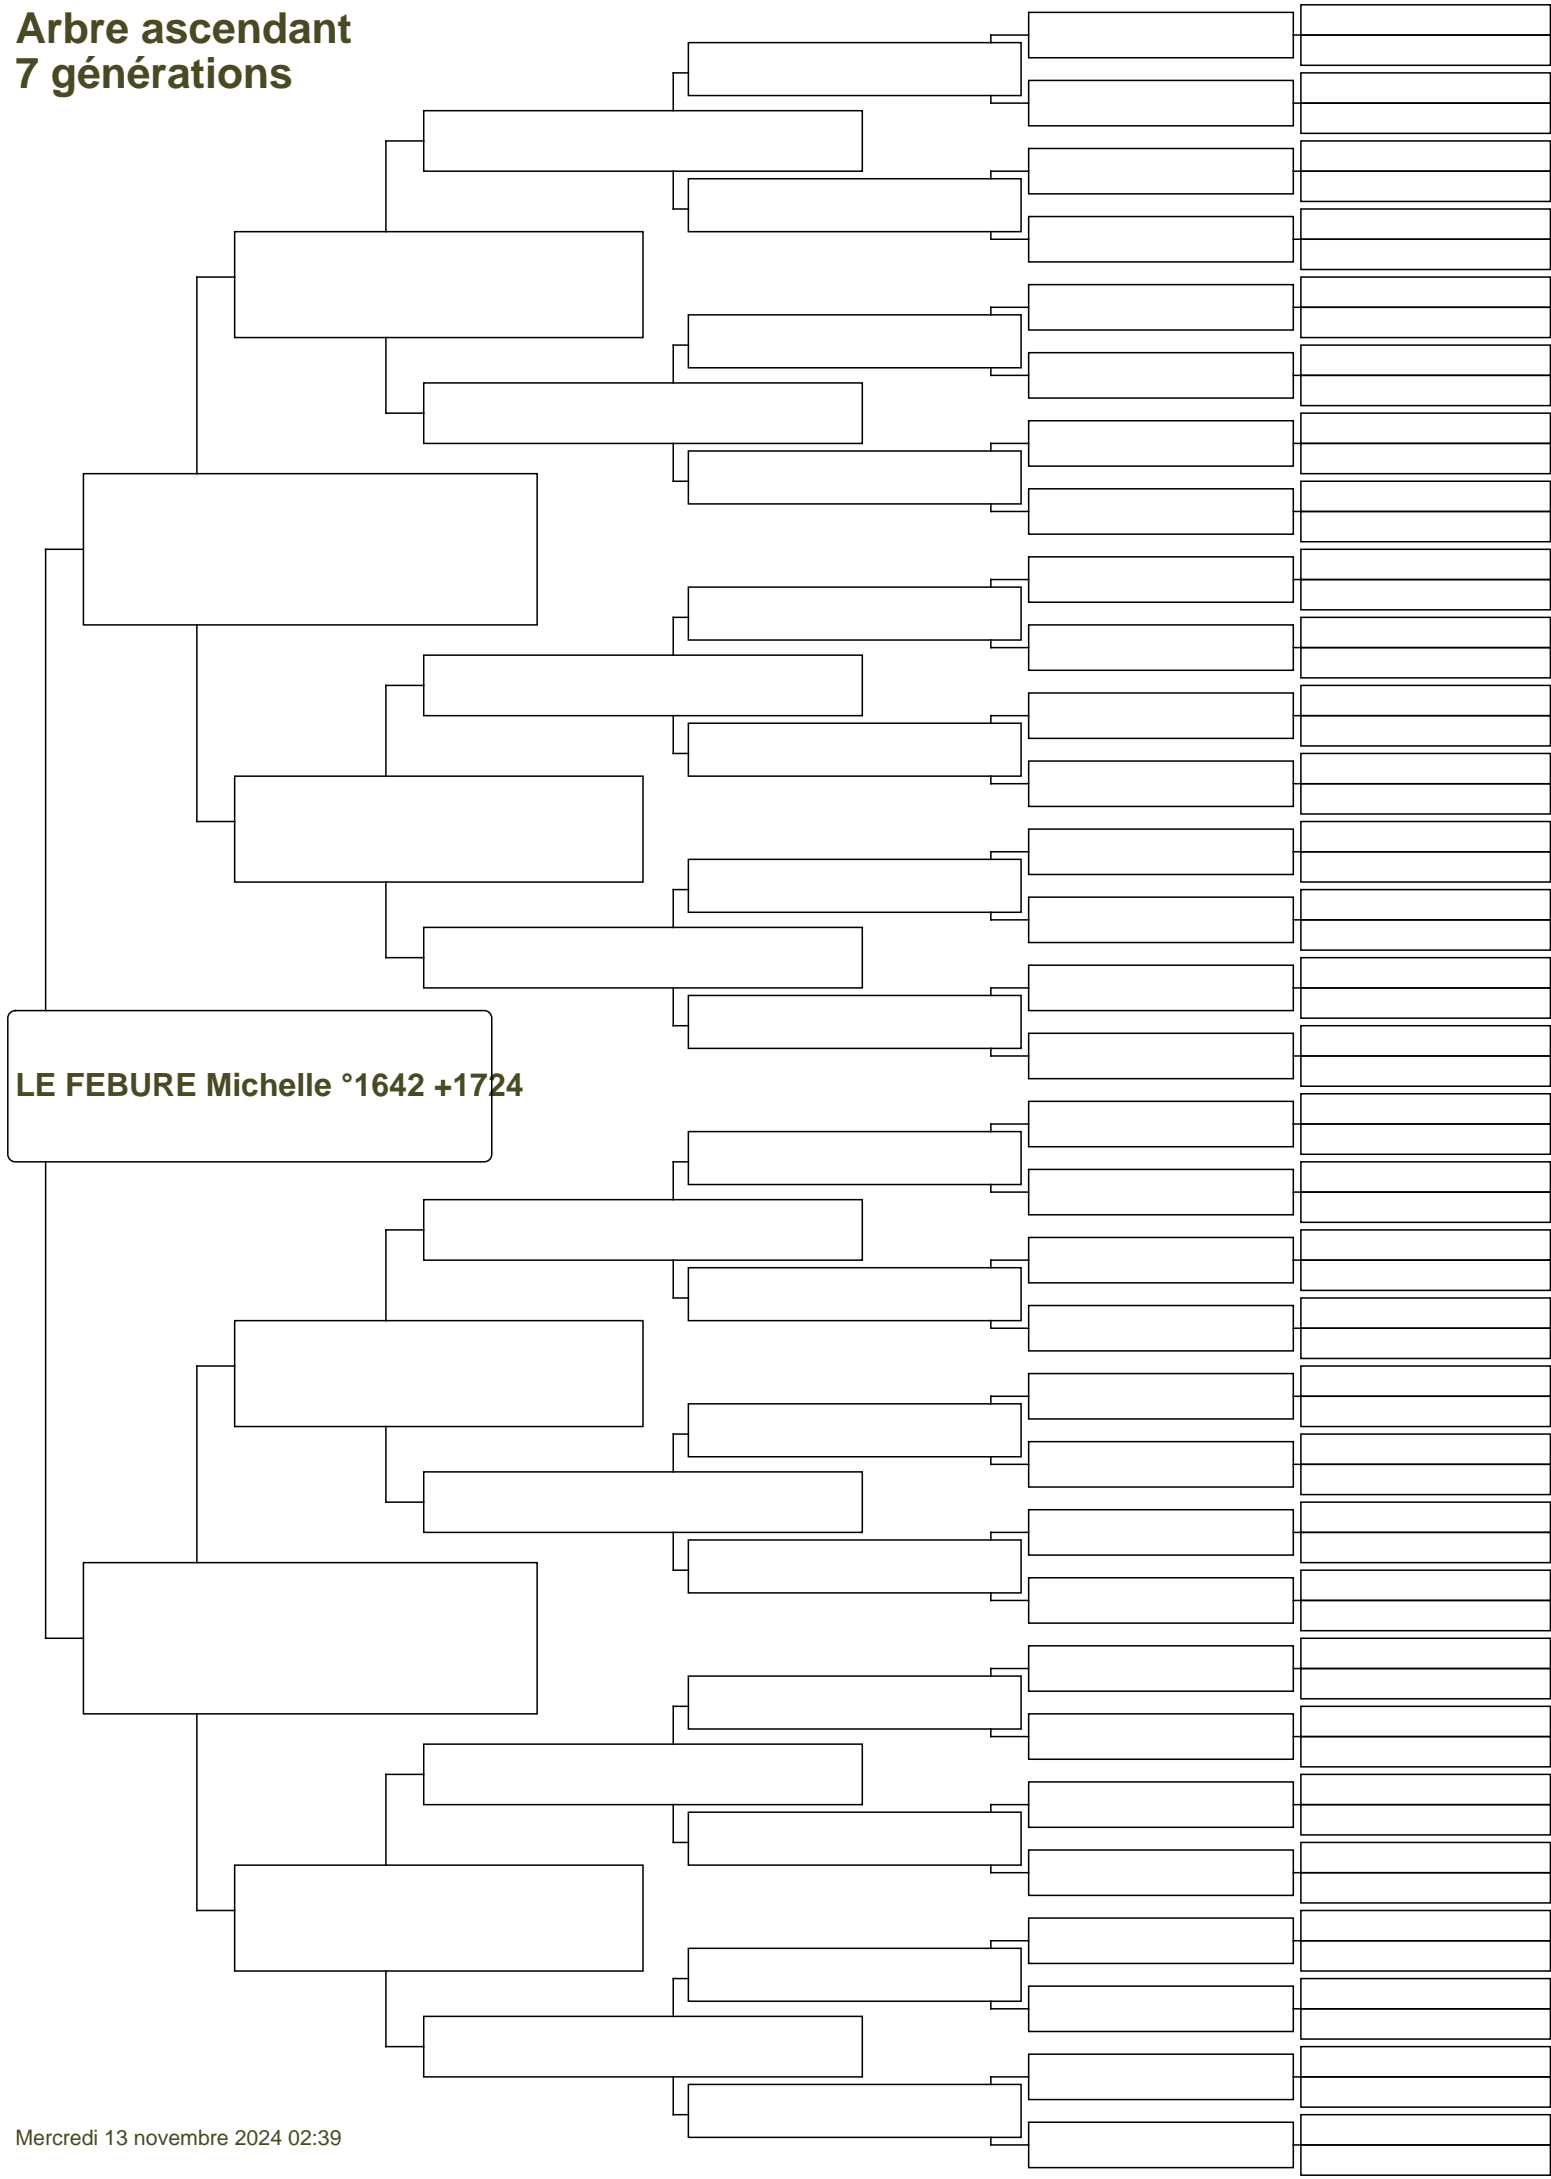 Arbre ascendant
7 générations
LE FEBURE Michelle °1642 +1724
Mercredi 13 novembre 2024 02:39